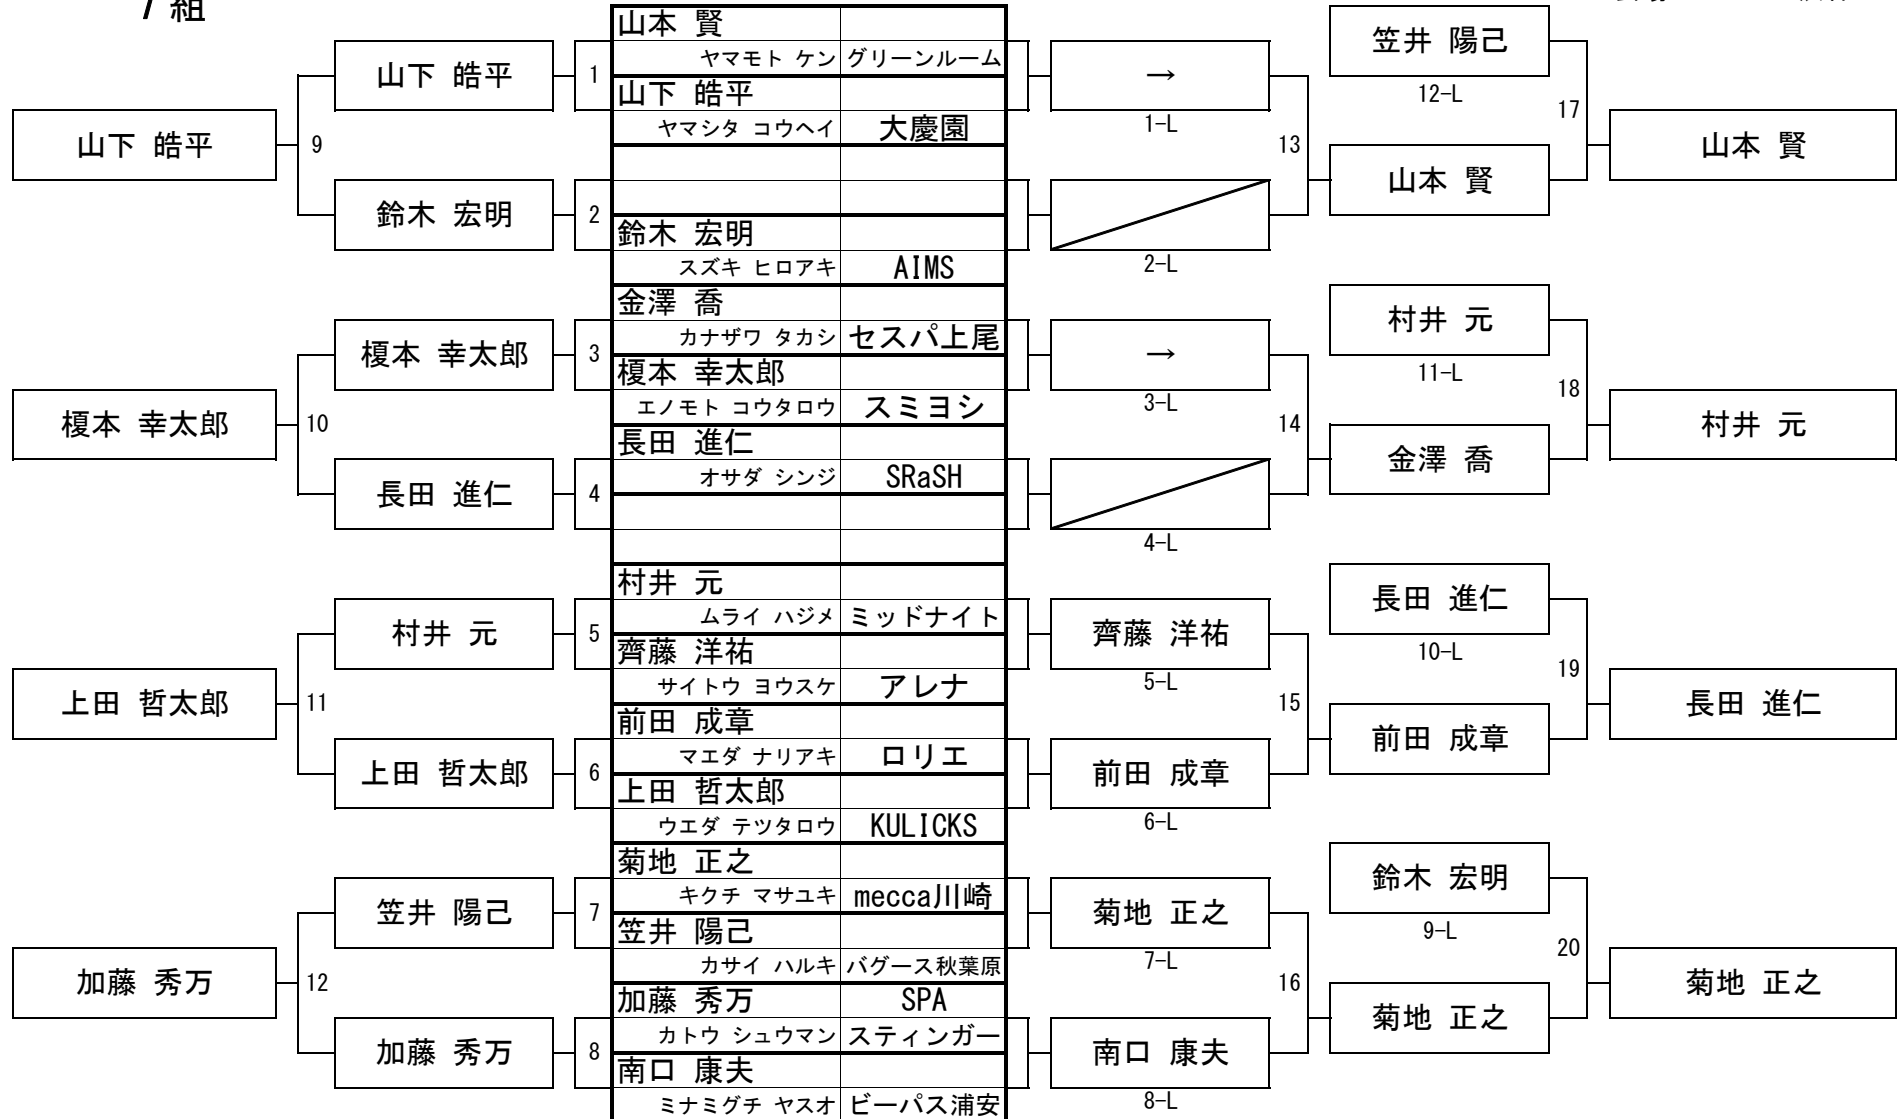 7 組
山本 賢
ヤマモト ケン グリーンルーム
山下 皓平
ヤマシタ コウヘイ 大慶園
鈴木 宏明
スズキ ヒロアキ AIMS
金澤 喬
カナザワ タカシ セスパ上尾
榎本 幸太郎
エノモト コウタロウ スミヨシ
長田 進仁
オサダ シンジ SRaSH
村井 元
ムライ ハジメ ミッドナイト
齊藤 洋祐
サイトウ ヨウスケ アレナ
前田 成章
マエダ ナリアキ ロリエ
上田 哲太郎
ウエダ テツタロウ KULICKS
菊地 正之
キクチ マサユキ mecca川崎
笠井 陽己
カサイ ハルキ バグース秋葉原
加藤 秀万 SPA
カトウ シュウマン スティンガー
南口 康夫
ミナミグチ ヤスオ ビーパス浦安
山下 皓平
9
山下 皓平
1
鈴木 宏明
2
榎本 幸太郎
10
榎本 幸太郎
3
長田 進仁
4
上田 哲太郎
11
村井 元
5
上田 哲太郎
6
加藤 秀万
12
笠井 陽己
7
加藤 秀万
8
→
1-L
2-L
13
笠井 陽己
12-L
山本 賢
17
山本 賢
→
3-L
4-L
14
村井 元
11-L
金澤 喬
18
村井 元
齊藤 洋祐
5-L
前田 成章
6-L
15
長田 進仁
10-L
前田 成章
19
長田 進仁
菊地 正之
7-L
南口 康夫
8-L
16
鈴木 宏明
9-L
菊地 正之
20
菊地 正之